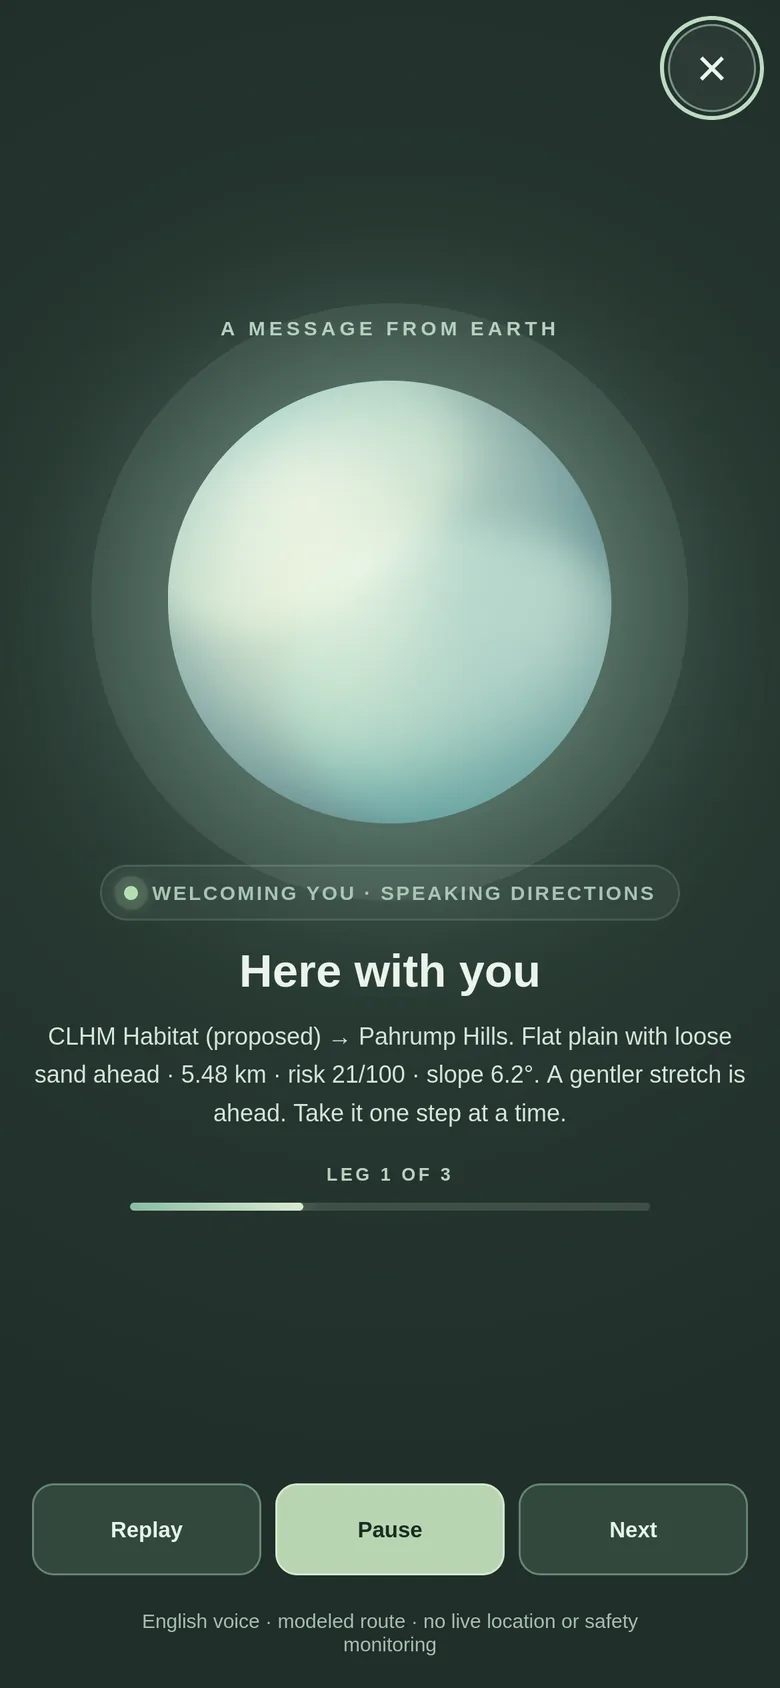 A MESSAGE FROM EARTH
WELCOMING YOU · SPEAKING DIRECTIONS
Here with you
CLHM Habitat (proposed) → Pahrump Hills. Flat plain with loose
sand ahead · 5.48 km · risk 21/100 · slope 6.2°. A gentler stretch is
ahead. Take it one step at a time.
LEG 1 OF 3
Replay
Pause
Next
English voice · modeled route · no live location or safety
monitoring